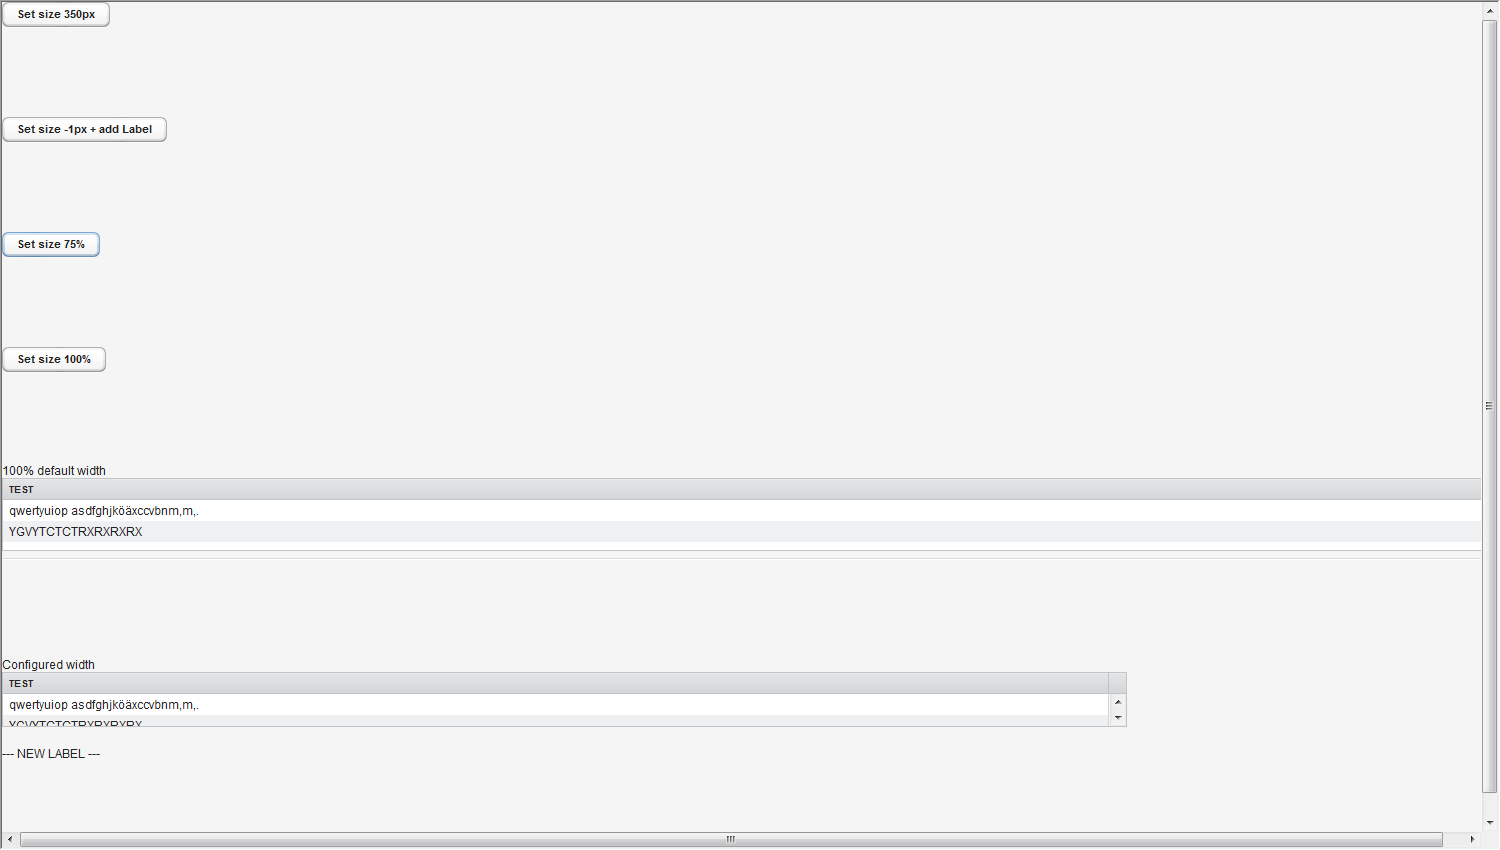 Set size 350px
Set size -1px + add Label
Set size 75%
Set size 100%
100% default width
TEST
qwertyuiop asdfghjköäxccvbnm,m,.
YGVYTCTCTRXRXRXRX
Configured width
TEST
qwertyuiop asdfghjköäxccvbnm,m,.
YGVYTCTCTRXRXRXRX
--- NEW LABEL ---